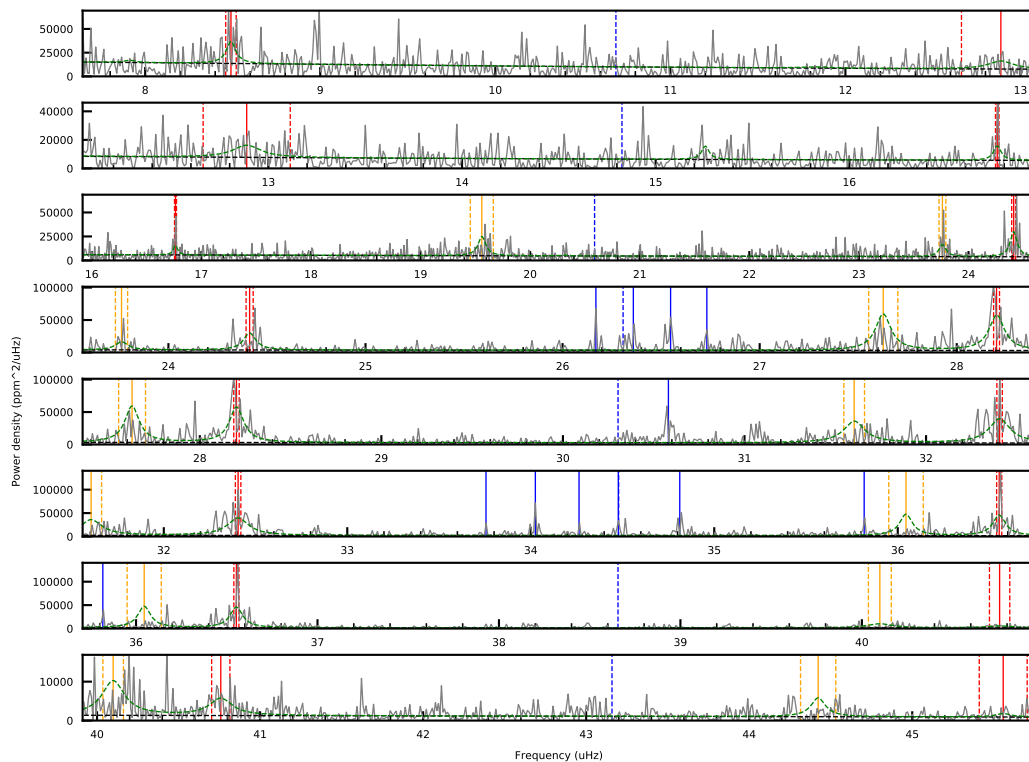 50000
25000
0
8 9 10 11 12 13
40000
20000
0
13 14 15 16
50000
0
16 17 18 19 20 21 22 23 24
100000
50000
0
24 25 26 27 28
100000
50000
0
28 29 30 31 32
Power density (ppm^2/uHz)
100000
50000
0
32 33 34 35 36
100000
50000
0
36 37 38 39 40
10000
0
40 41 42 43 44 45
Frequency (uHz)